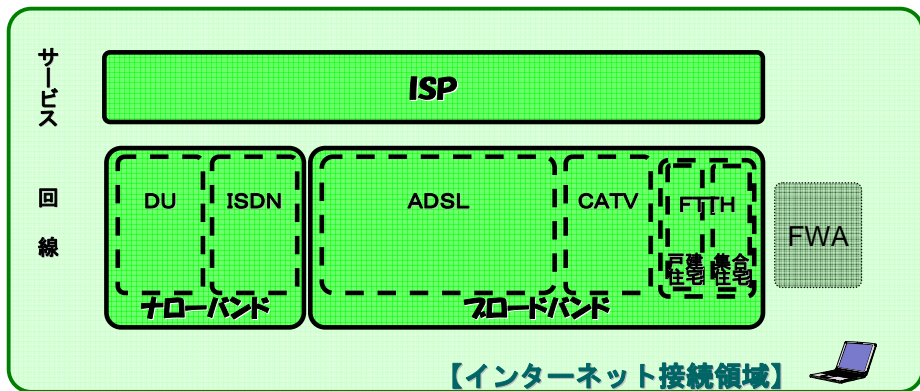 サービス
ISP
回線
DU
ISDN
ADSL
CATV
FTTH
戸建
住宅
集合
住宅
FWA
ナローバンド
ブロードバンド
【インターネット接続領域】